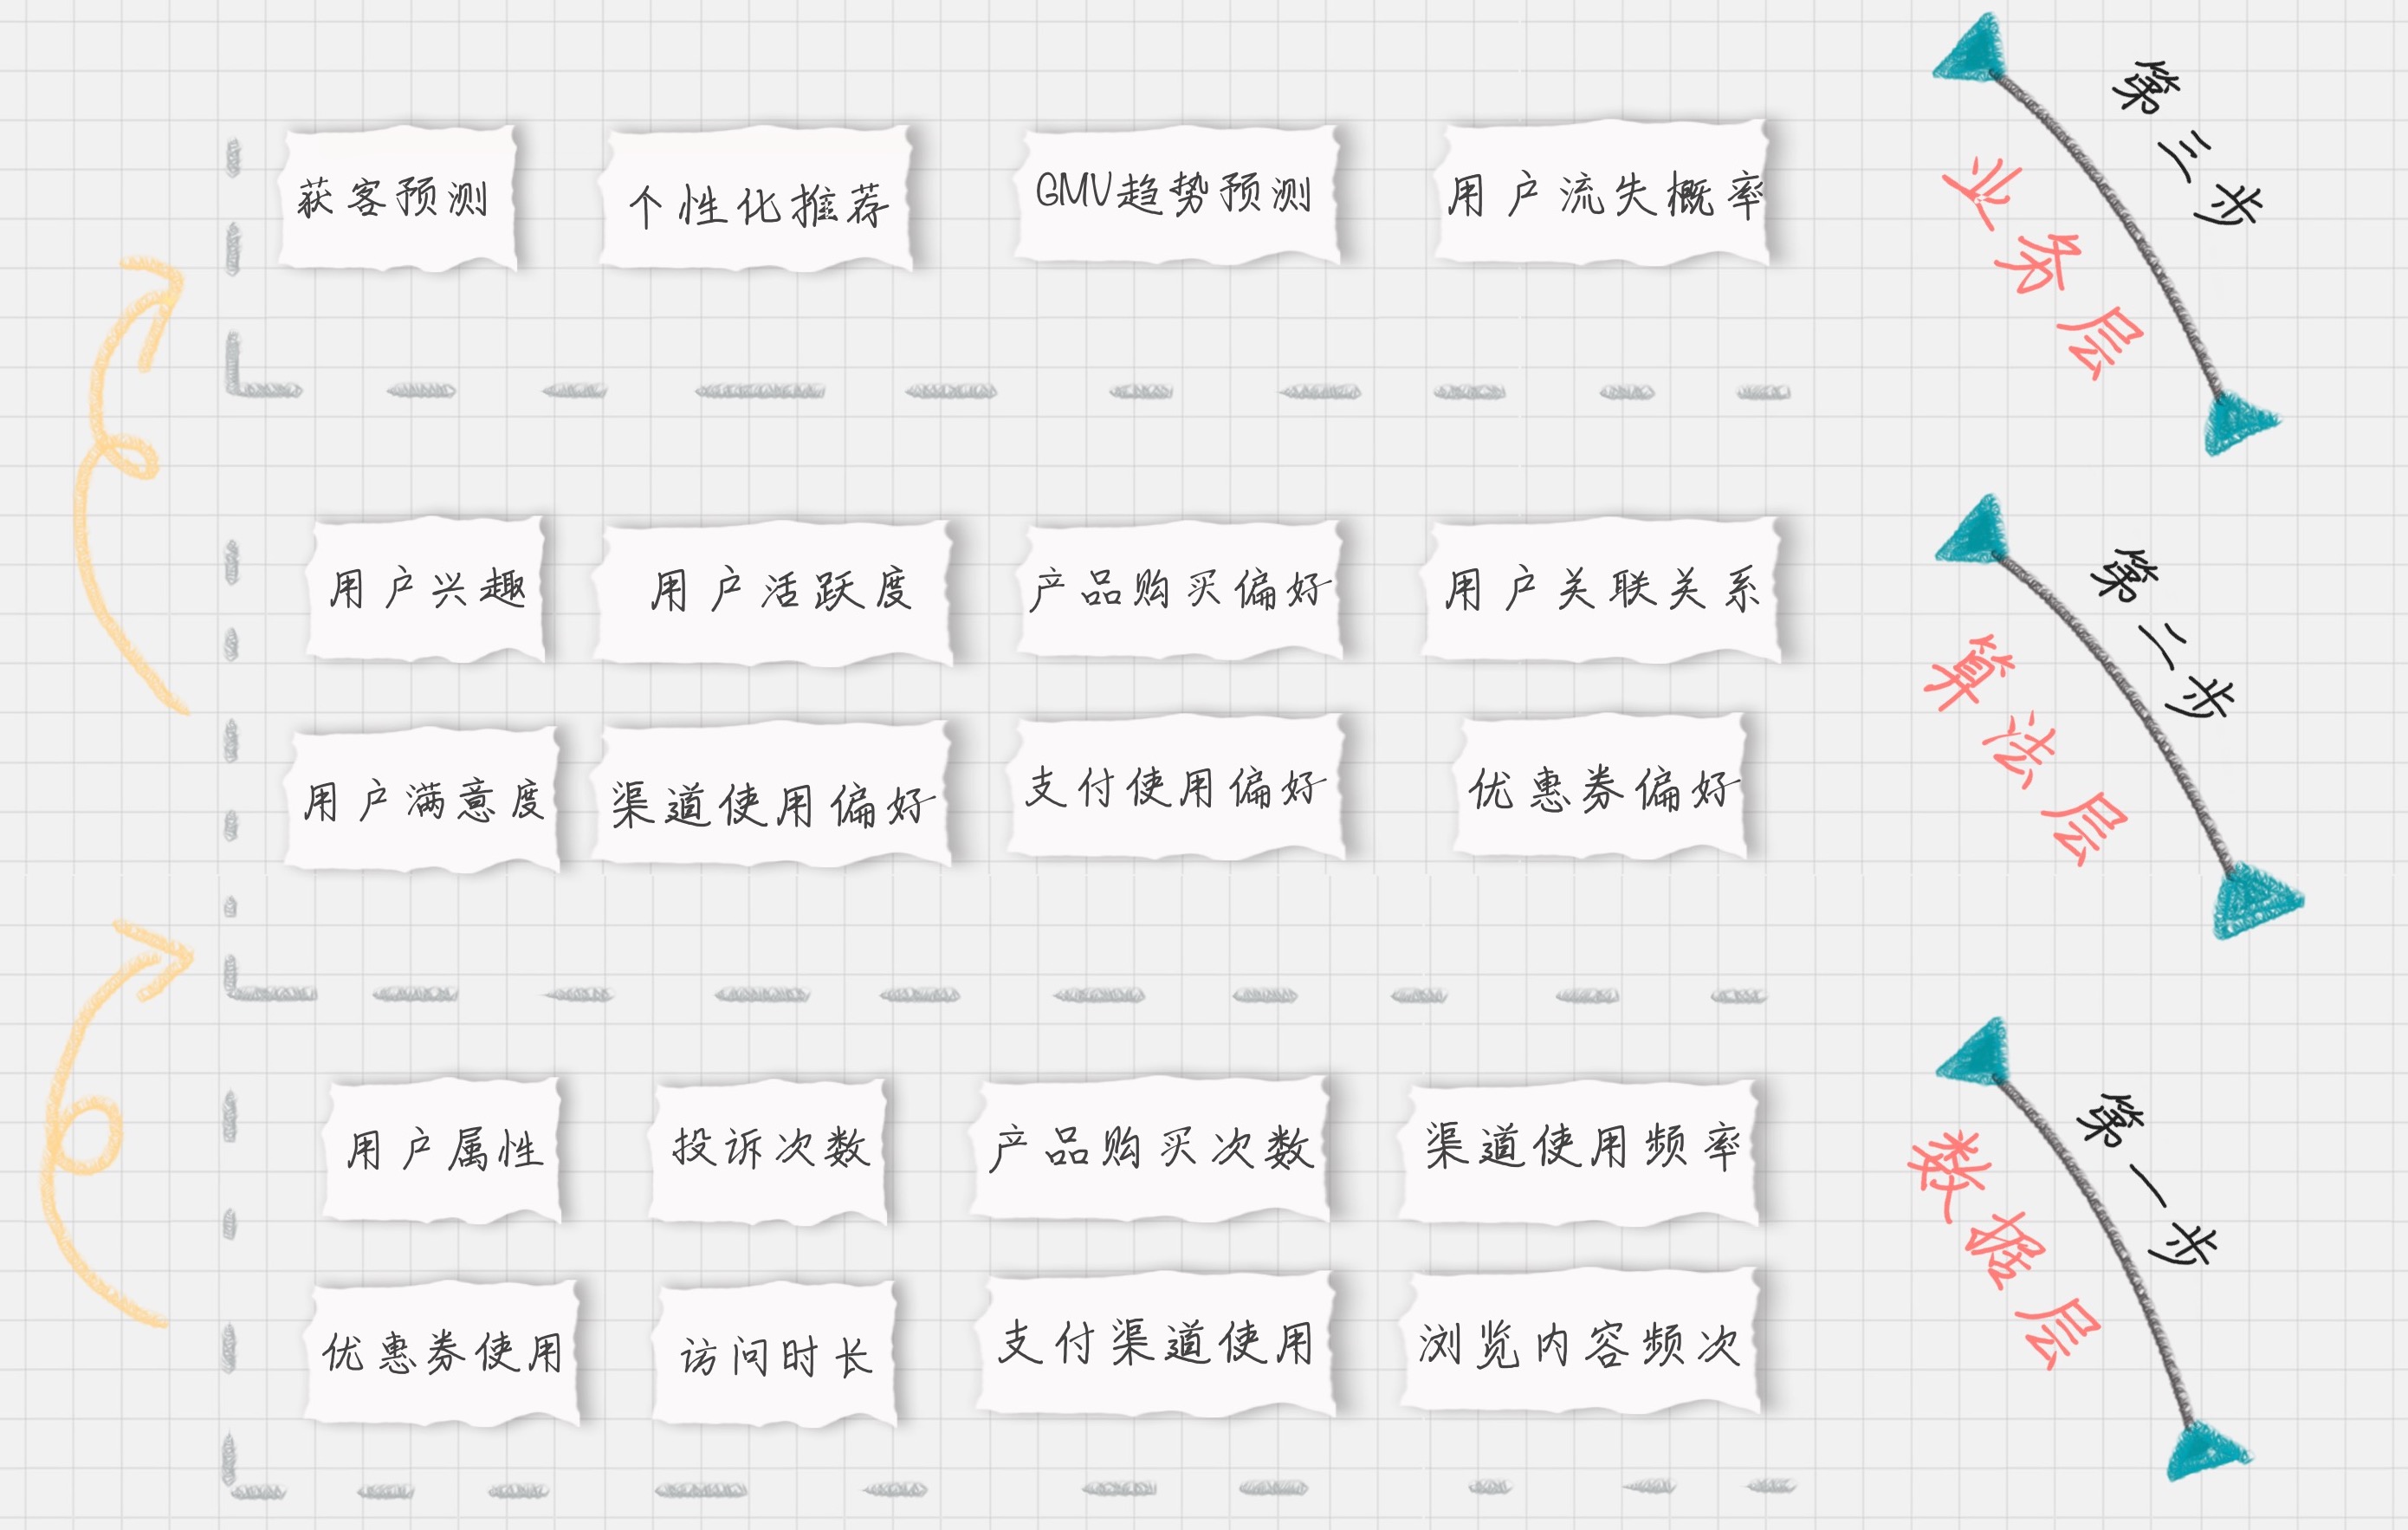 获客预测
个性化推荐
GMV趋势预测
用户流失概率
第三步
业务层
用户兴趣
用户活跃度
产品购买偏好
用户关联关系
用户满意度
渠道使用偏好
支付使用偏好
优惠券偏好
第二步
算法层
用户属性
投诉次数
产品购买次数
渠道使用频率
优惠券使用
访问时长
支付渠道使用
浏览内容频次
第一步
数据层